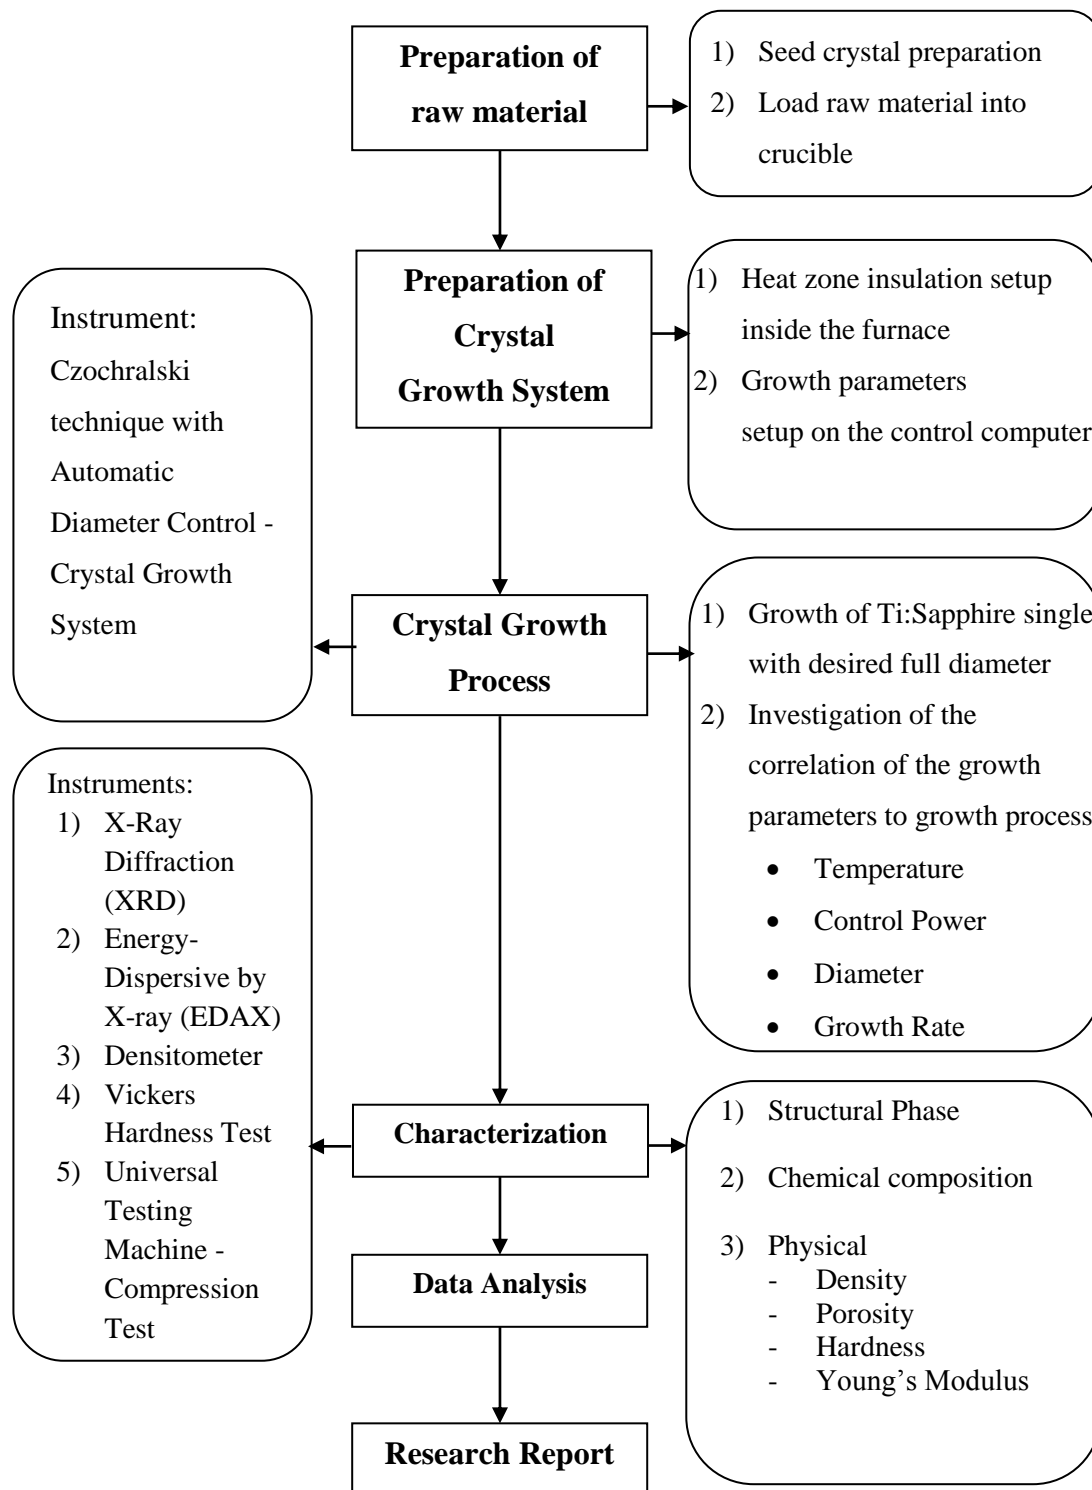 Preparation of
raw material
1) Seed crystal preparation
2) Load raw material into
crucible
Preparation of
Crystal
Growth System
1) Heat zone insulation setup
inside the furnace
2) Growth parameters
setup on the control computer
Instrument:
Czochralski
technique with
Automatic
Diameter Control -
Crystal Growth
System
Crystal Growth
Process
1) Growth of Ti:Sapphire single
with desired full diameter
2) Investigation of the
correlation of the growth
parameters to growth process
• Temperature
• Control Power
• Diameter
• Growth Rate
Instruments:
1) X-Ray
Diffraction
(XRD)
2) Energy-
Dispersive by
X-ray (EDAX)
3) Densitometer
4) Vickers
Hardness Test
5) Universal
Testing
Machine -
Compression
Test
Characterization
1) Structural Phase
2) Chemical composition
3) Physical
- Density
- Porosity
- Hardness
- Young’s Modulus
Data Analysis
Research Report